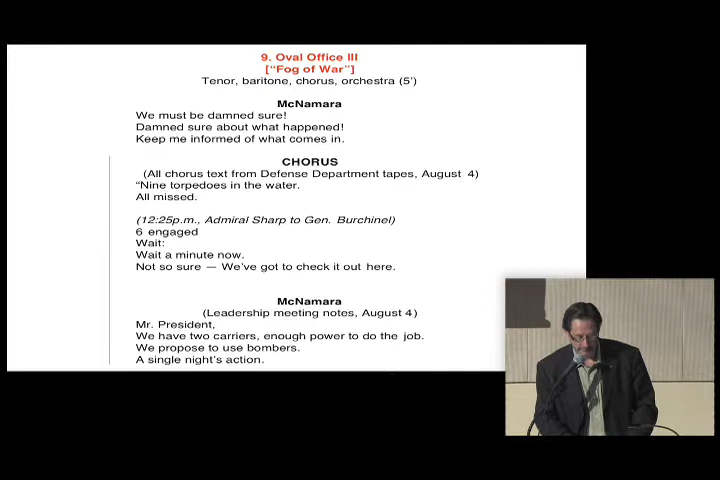 9. Oval Office III
[“Fog of War”]
Tenor, baritone, chorus, orchestra (5’)
McNamara
We must be damned sure!
Damned sure about what happened!
Keep me informed of what comes in.
CHORUS
(All chorus text from Defense Department tapes, August 4)
“Nine torpedoes in the water.
All missed.
(12:25p.m., Admiral Sharp to Gen. Burchinel)
6 engaged
Wait:
Wait a minute now.
Not so sure — We’ve got to check it out here.
McNamara
(Leadership meeting notes, August 4)
Mr. President,
We have two carriers, enough power to do the job.
We propose to use bombers.
A single night’s action.